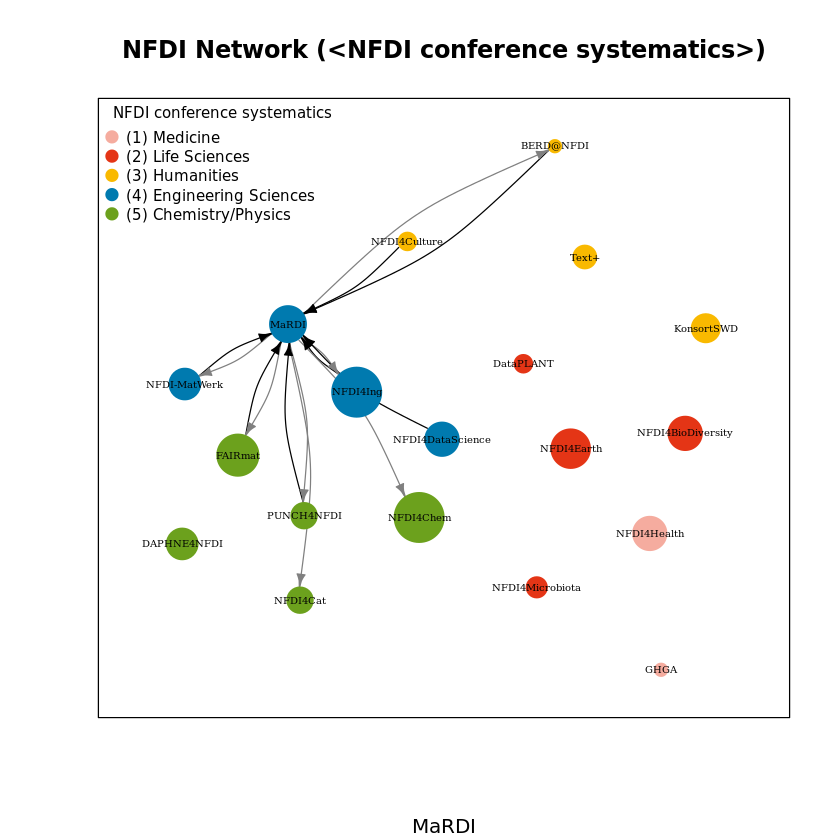 NFDI Network (<NFDI conference systematics>)
NFDI conference systematics
(1) Medicine
(2) Life Sciences
(3) Humanities
(4) Engineering Sciences
(5) Chemistry/Physics
BERD@NFDI
NFDI4Culture
Text+
MaRDI
KonsortSWD
DataPLANT
NFDI-MatWerk
NFDI4Ing
NFDI4DataScience
NFDI4BioDiversity
NFDI4Earth
FAIRmat
PUNCH4NFDI
NFDI4Chem
NFDI4Health
DAPHNE4NFDI
NFDI4Microbiota
NFDI4Cat
GHGA
MaRDI